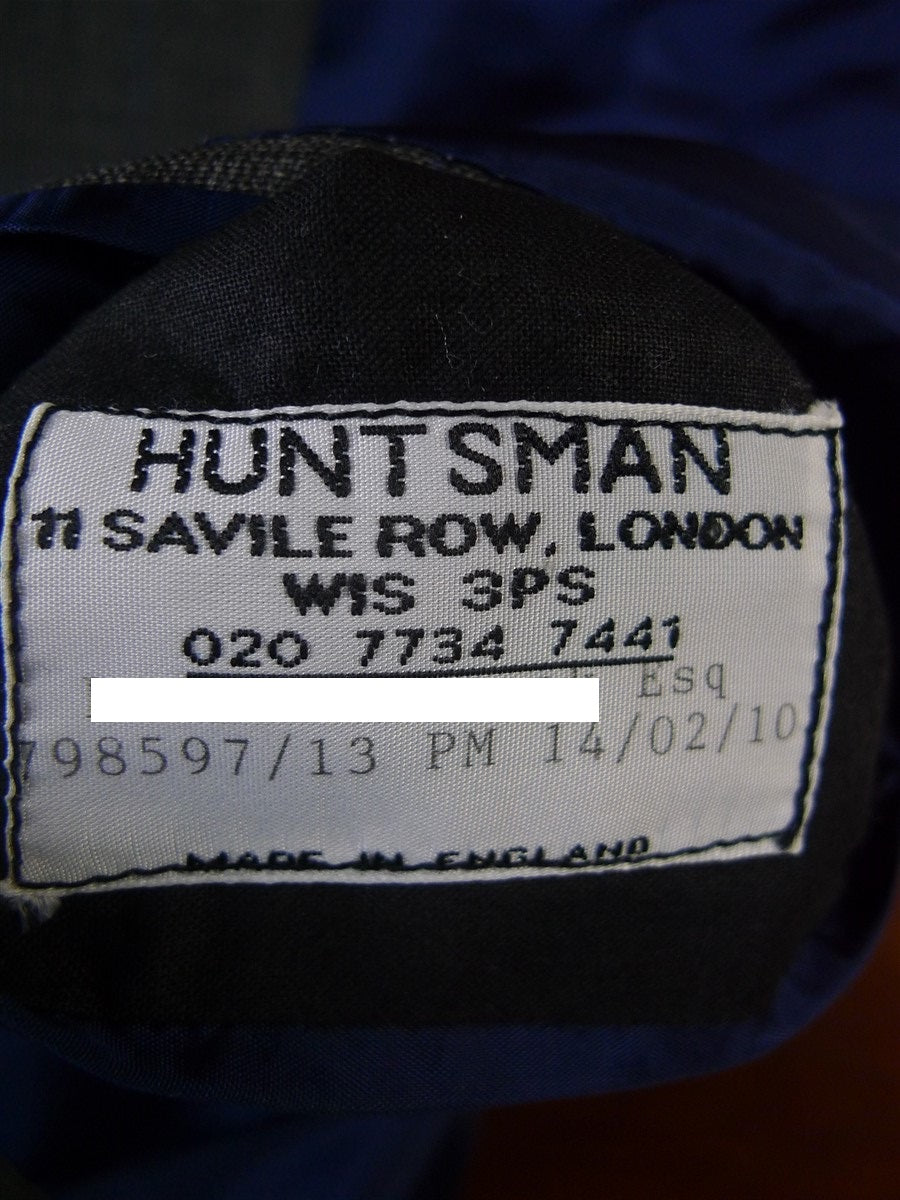 HUNTSMAN
11 SAVILE ROW, LONDON
W1S 3PS
020 7734 7441
Esq
798597/13 PM 14/02/10
MADE IN ENGLAND